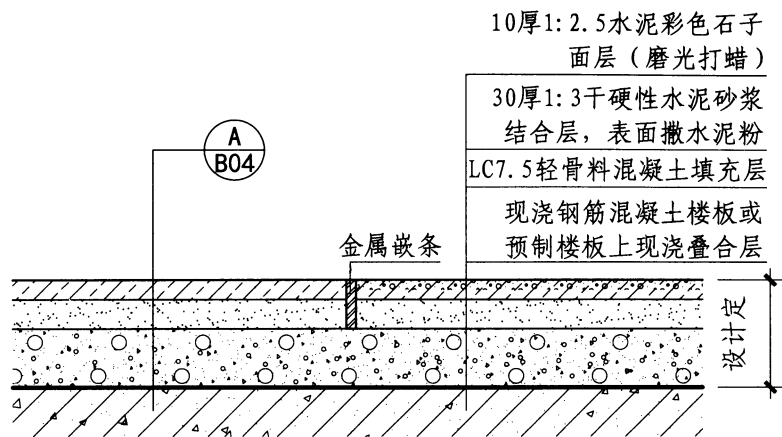 10厚1:2.5水泥彩色石子
面层（磨光打蜡）
30厚1:3干硬性水泥砂浆
结合层，表面撒水泥粉
LC7.5轻骨料混凝土填充层
现浇钢筋混凝土楼板或
预制楼板上现浇叠合层
A
B04
金属嵌条
设计定